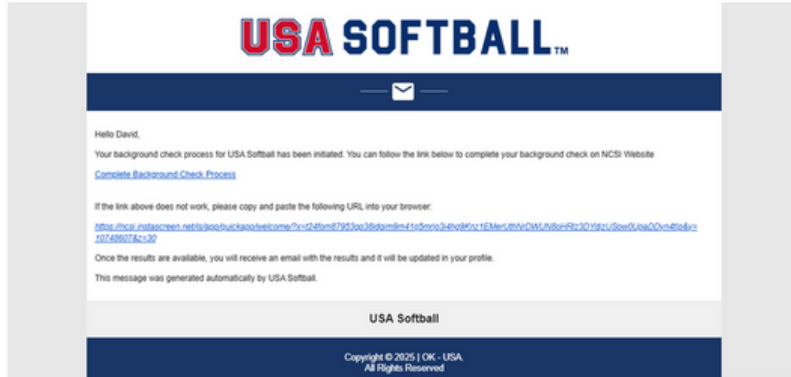 USA SOFTBALL™
Hello David,
Your background check process for USA Softball has been initiated. You can follow the link below to complete your background check on NCSI Website
Complete Background Check Process
If the link above does not work, please copy and paste the following URL into your browser:
Once the results are available, you will receive an email with the results and it will be updated in your profile.
This message was generated automatically by USA Softball.
USA Softball
Copyright © 2025 | OK - USA.
All Rights Reserved